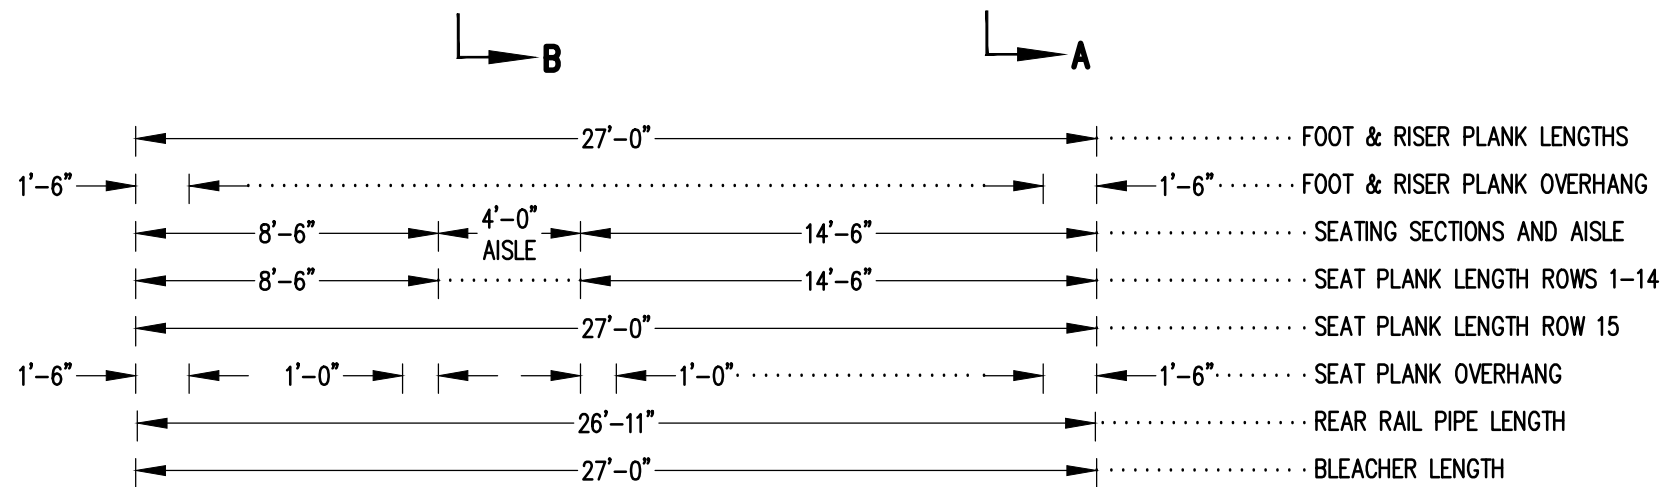 B A
27'-0" FOOT & RISER PLANK LENGTHS
1'-6" 1'-6" FOOT & RISER PLANK OVERHANG
8'-6" 4'-0" AISLE 14'-6" SEATING SECTIONS AND AISLE
8'-6" 14'-6" SEAT PLANK LENGTH ROWS 1-14
27'-0" SEAT PLANK LENGTH ROW 15
1'-6" 1'-0" 1'-0" 1'-6" SEAT PLANK OVERHANG
26'-11" REAR RAIL PIPE LENGTH
27'-0" BLEACHER LENGTH